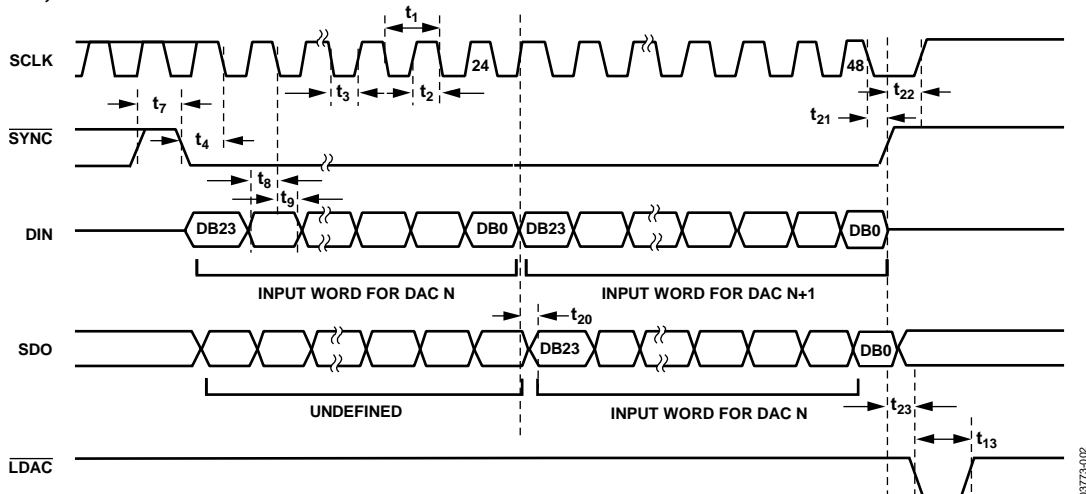 t1
SCLK
24
48
t3
t2
t7
t22
t21
SYNC
t4
t8
t9
DIN
DB23
DB0
DB23
DB0
INPUT WORD FOR DAC N
INPUT WORD FOR DAC N+1
t20
SDO
DB23
DB0
UNDEFINED
INPUT WORD FOR DAC N
t23
t13
LDAC